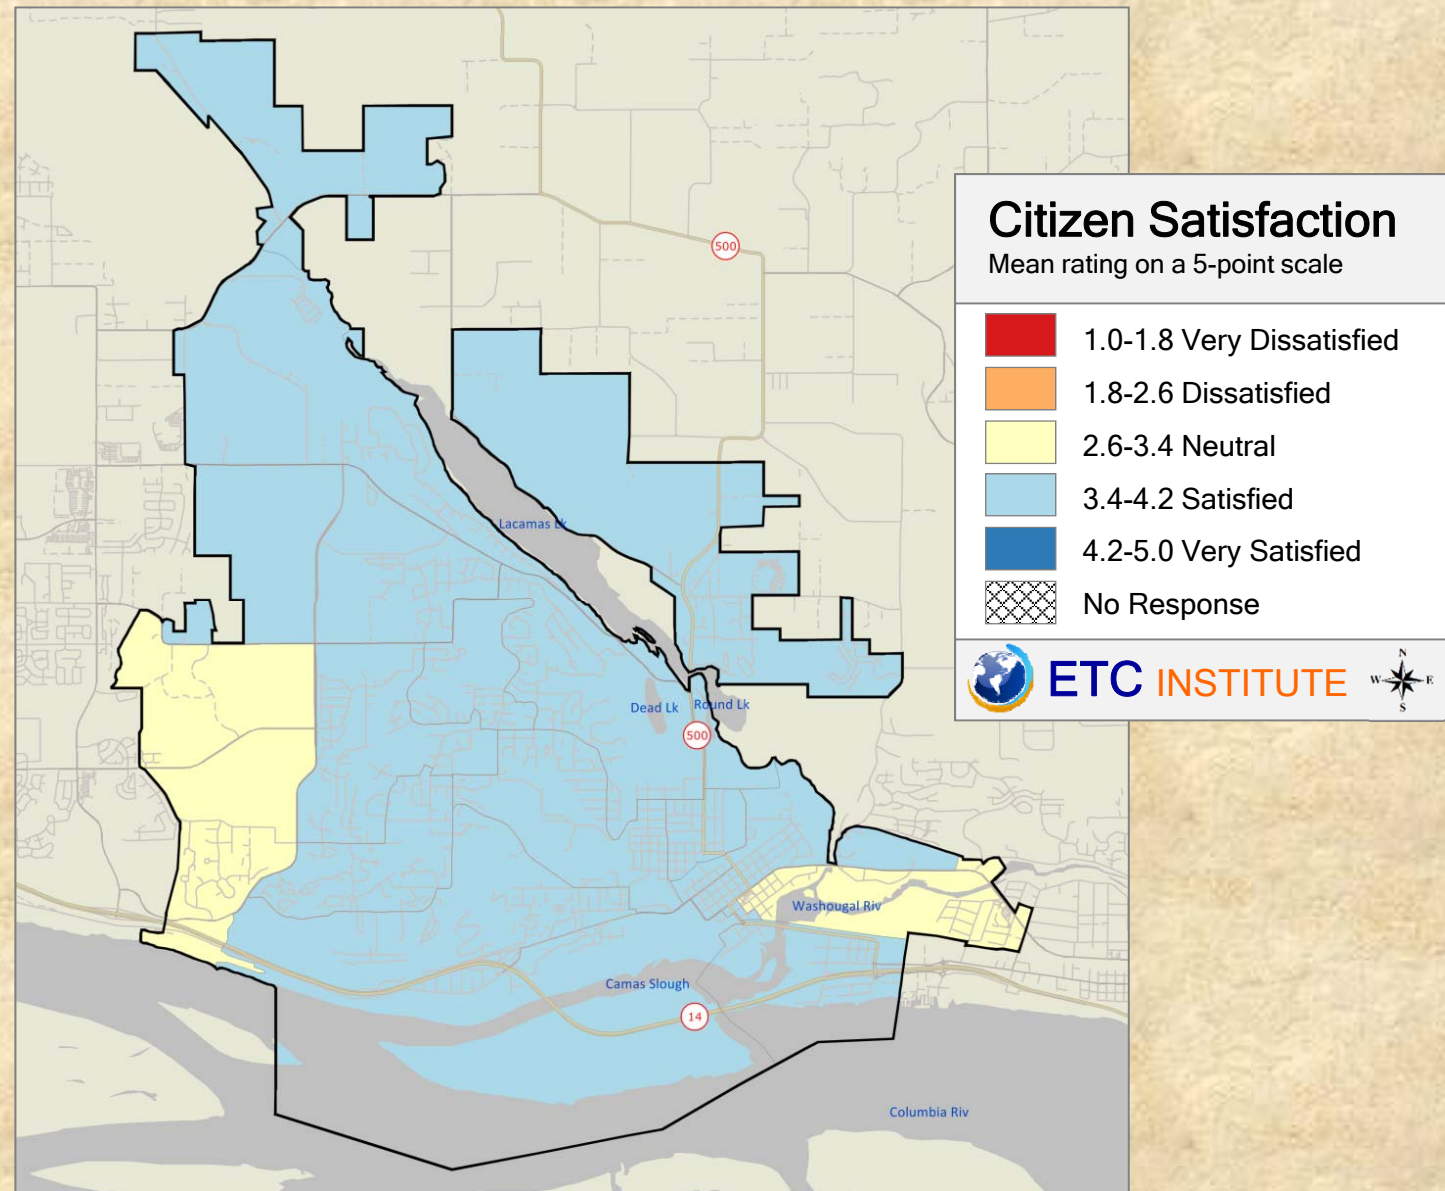 Citizen Satisfaction
Mean rating on a 5-point scale
1.0-1.8 Very Dissatisfied
1.8-2.6 Dissatisfied
2.6-3.4 Neutral
3.4-4.2 Satisfied
4.2-5.0 Very Satisfied
No Response
ETC INSTITUTE
N
W E
S
500
Lacamas Lk
Dead Lk
Round Lk
500
Washougal Riv
Camas Slough
14
Columbia Riv